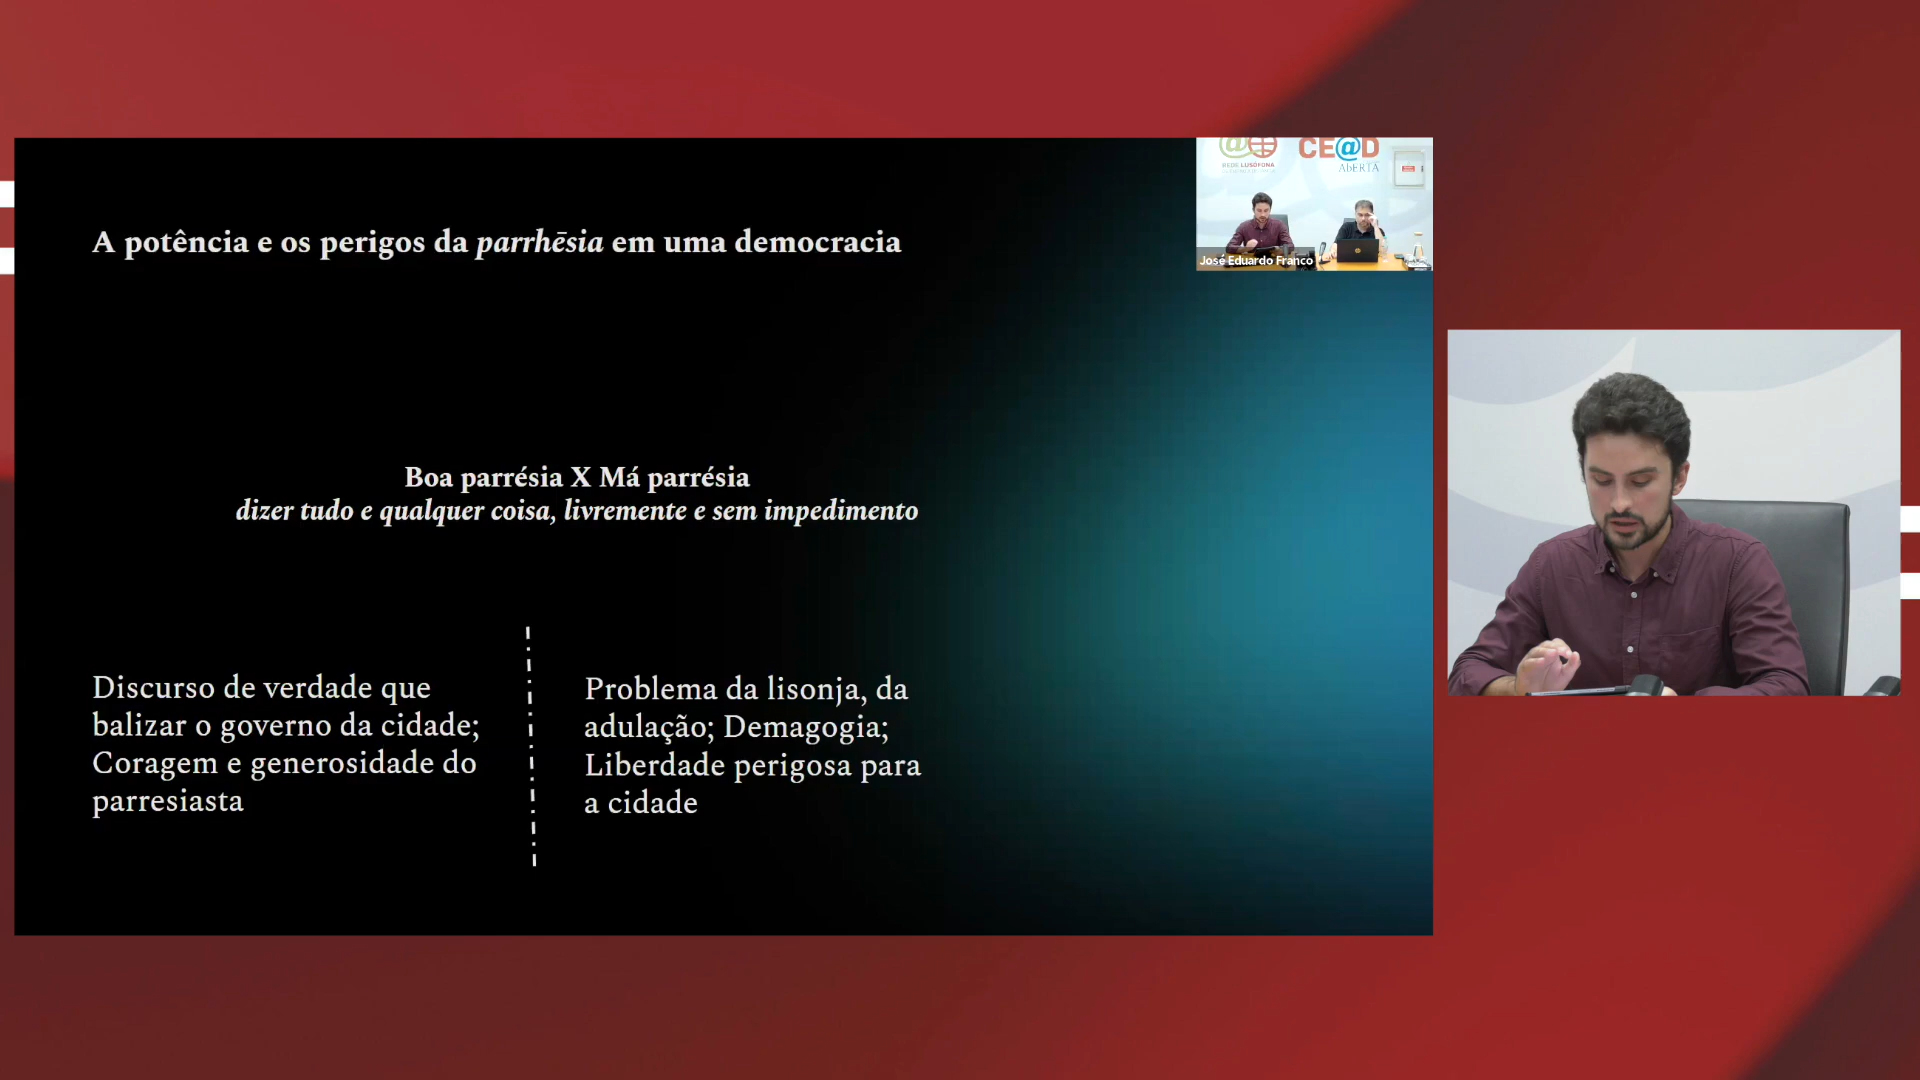 A potência e os perigos da parrhēsia em uma democracia
REDE LUSÓFONA
CE@D
AbERTA
José Eduardo Franco
Boa parrésia X Má parrésia
dizer tudo e qualquer coisa, livremente e sem impedimento
Discurso de verdade que
balizar o governo da cidade;
Coragem e generosidade do
parresiasta
Problema da lisonja, da
adulação; Demagogia;
Liberdade perigosa para
a cidade